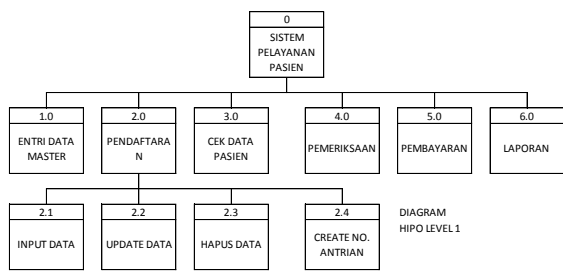 0
SISTEM
PELAYANAN
PASIEN
1.0
ENTRI DATA
MASTER
2.0
PENDAFTARA
N
3.0
CEK DATA
PASIEN
4.0
PEMERIKSAAN
5.0
PEMBAYARAN
6.0
LAPORAN
2.1
INPUT DATA
2.2
UPDATE DATA
2.3
HAPUS DATA
2.4
CREATE NO.
ANTRIAN
DIAGRAM
HIPO LEVEL 1